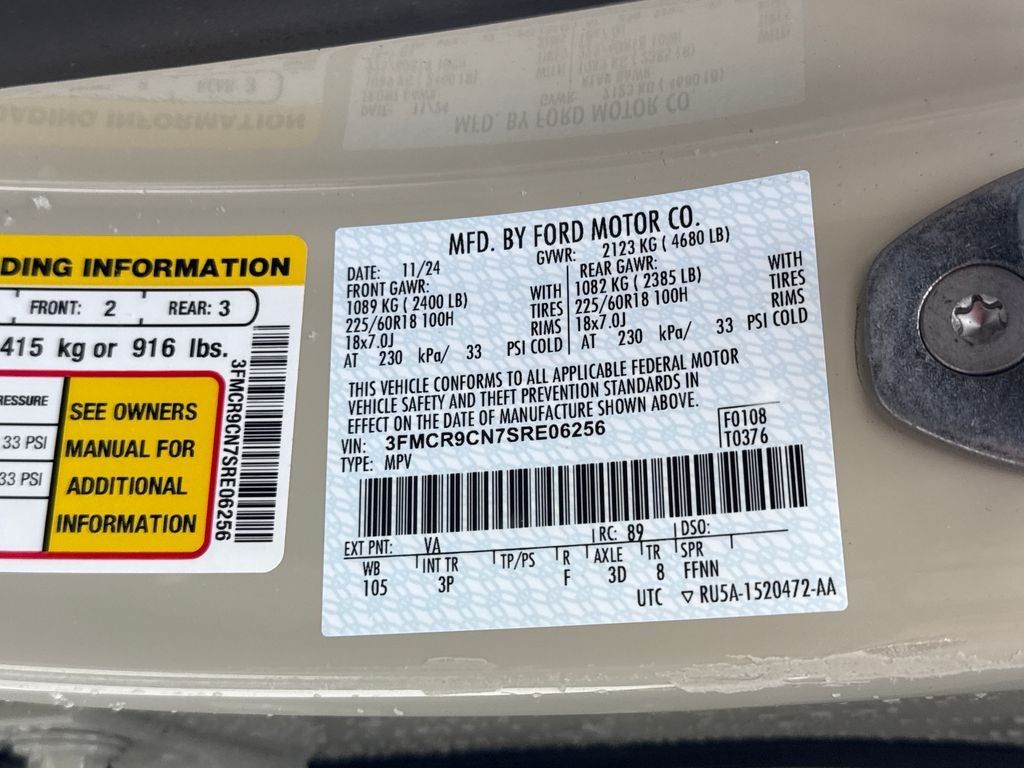 DING INFORMATION
FRONT: 2 REAR: 3
415 kg or 916 lbs.
RESSURE
33 PSI
33 PSI
SEE OWNERS
MANUAL FOR
ADDITIONAL
INFORMATION
3FMCR9CN7SRE06256
MFD. BY FORD MOTOR CO.
DATE: 11/24 GVWR: 2123 KG ( 4680 LB)
FRONT GAWR: REAR GAWR:
1089 KG ( 2400 LB) WITH 1082 KG ( 2385 LB) WITH
225/60R18 100H TIRES 225/60R18 100H TIRES
18x7.0J RIMS 18x7.0J RIMS
AT 230 kPa/ 33 PSI COLD AT 230 kPa/ 33 PSI COLD
THIS VEHICLE CONFORMS TO ALL APPLICABLE FEDERAL MOTOR
VEHICLE SAFETY AND THEFT PREVENTION STANDARDS IN
EFFECT ON THE DATE OF MANUFACTURE SHOWN ABOVE.
VIN: 3FMCR9CN7SRE06256 F0108
TYPE: MPV T0376
EXT PNT: VA RC: 89 DSO:
WB INT TR TP/PS R AXLE TR SPR
105 3P F 3D 8 FFNN
UTC ▽ RU5A-1520472-AA